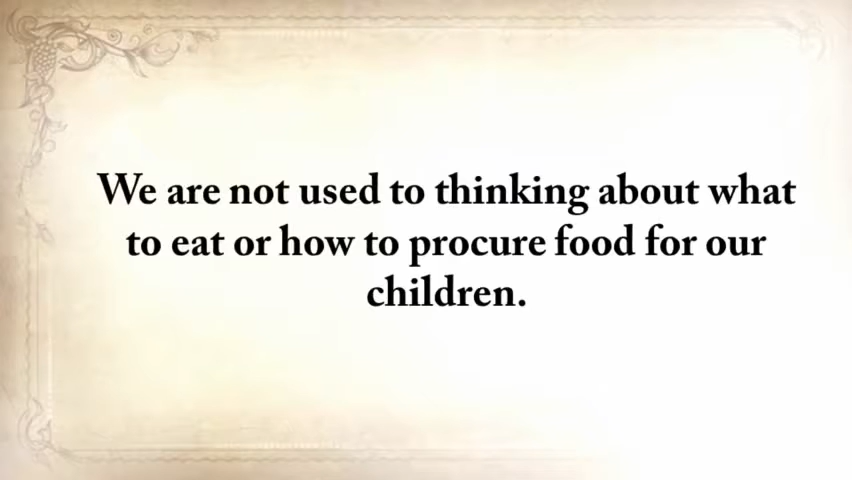 We are not used to thinking about what
to eat or how to procure food for our
children.